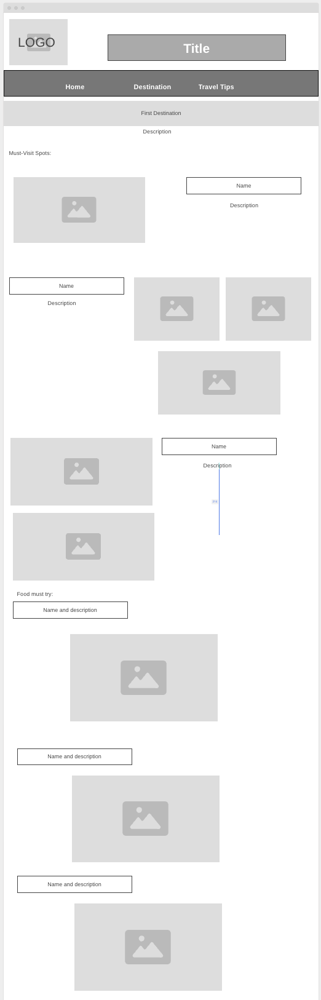 LOGO
Title
Home Destination Travel Tips
First Destination
Description
Must-Visit Spots:
Name
Description
Name
Description
Name
Description
Food must try:
Name and description
Name and description
Name and description